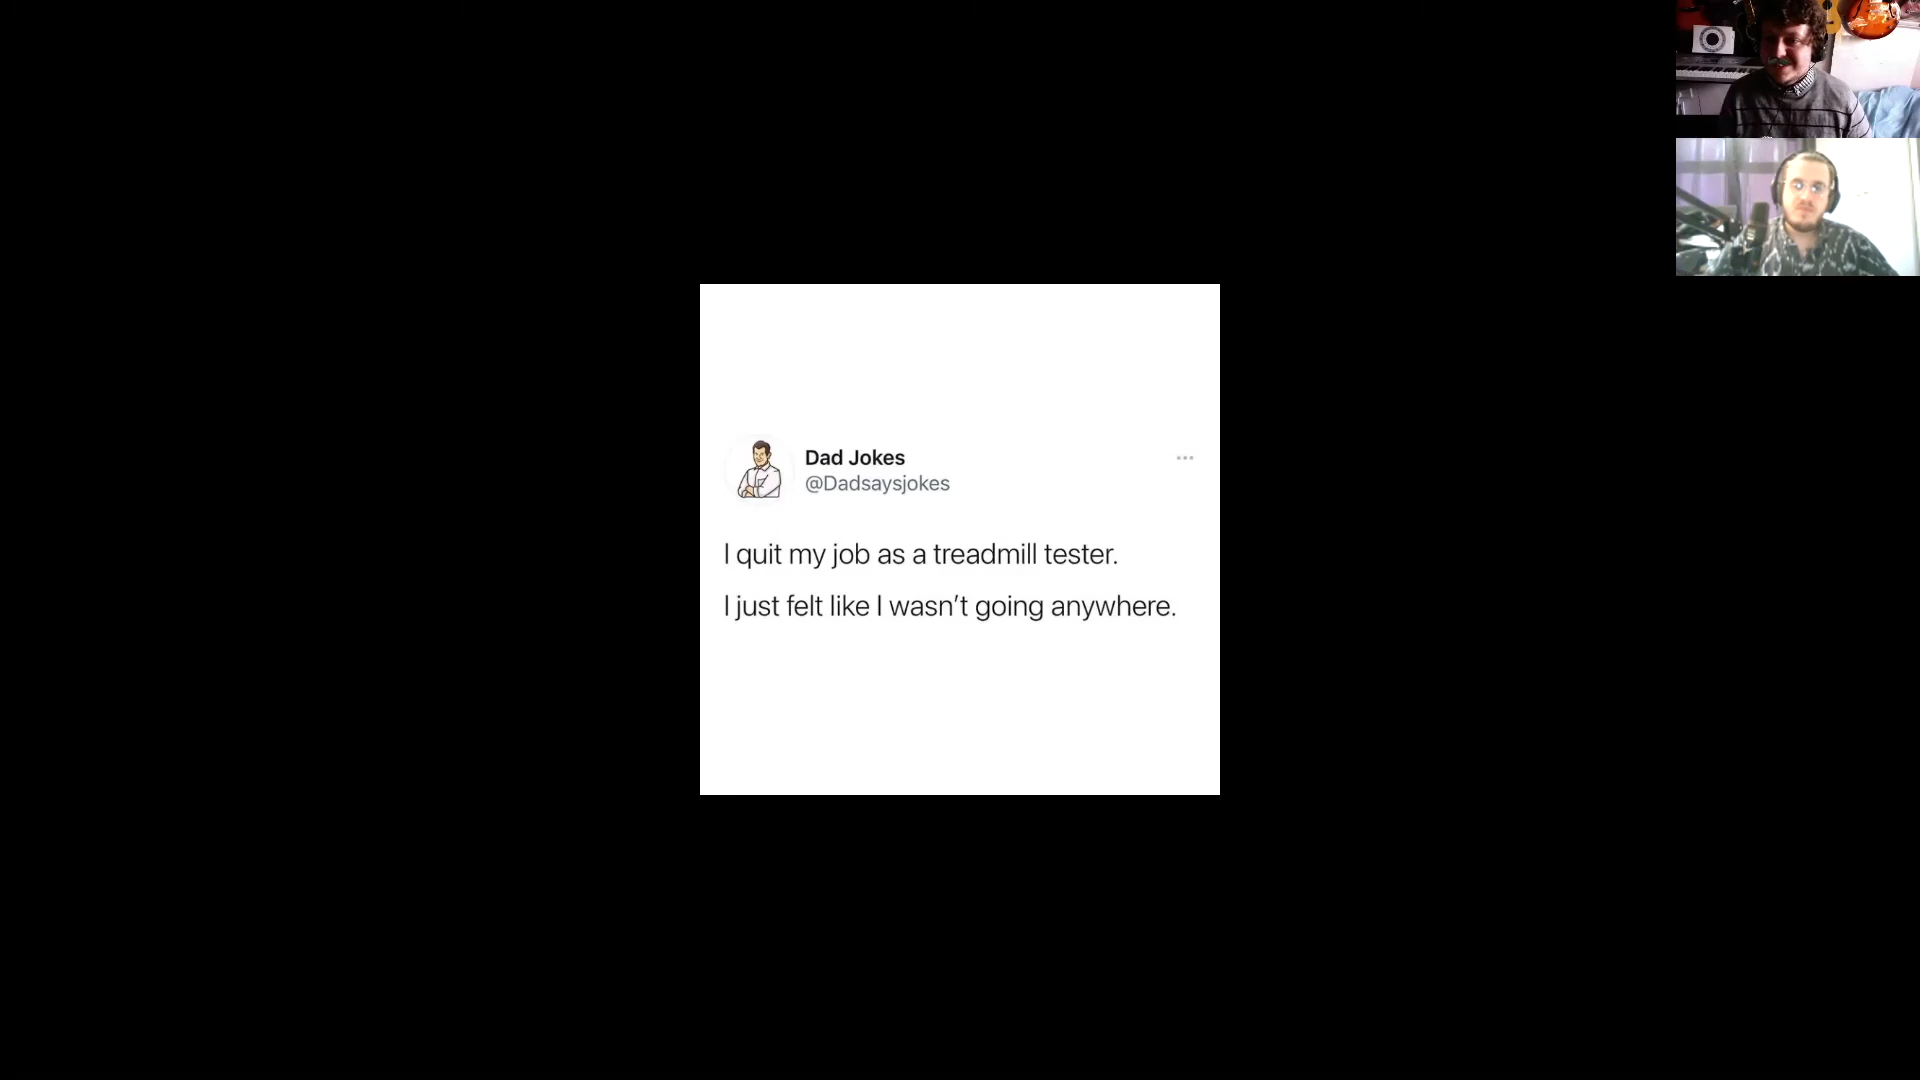 Dad Jokes
@Dadsaysjokes
I quit my job as a treadmill tester.
I just felt like I wasn't going anywhere.